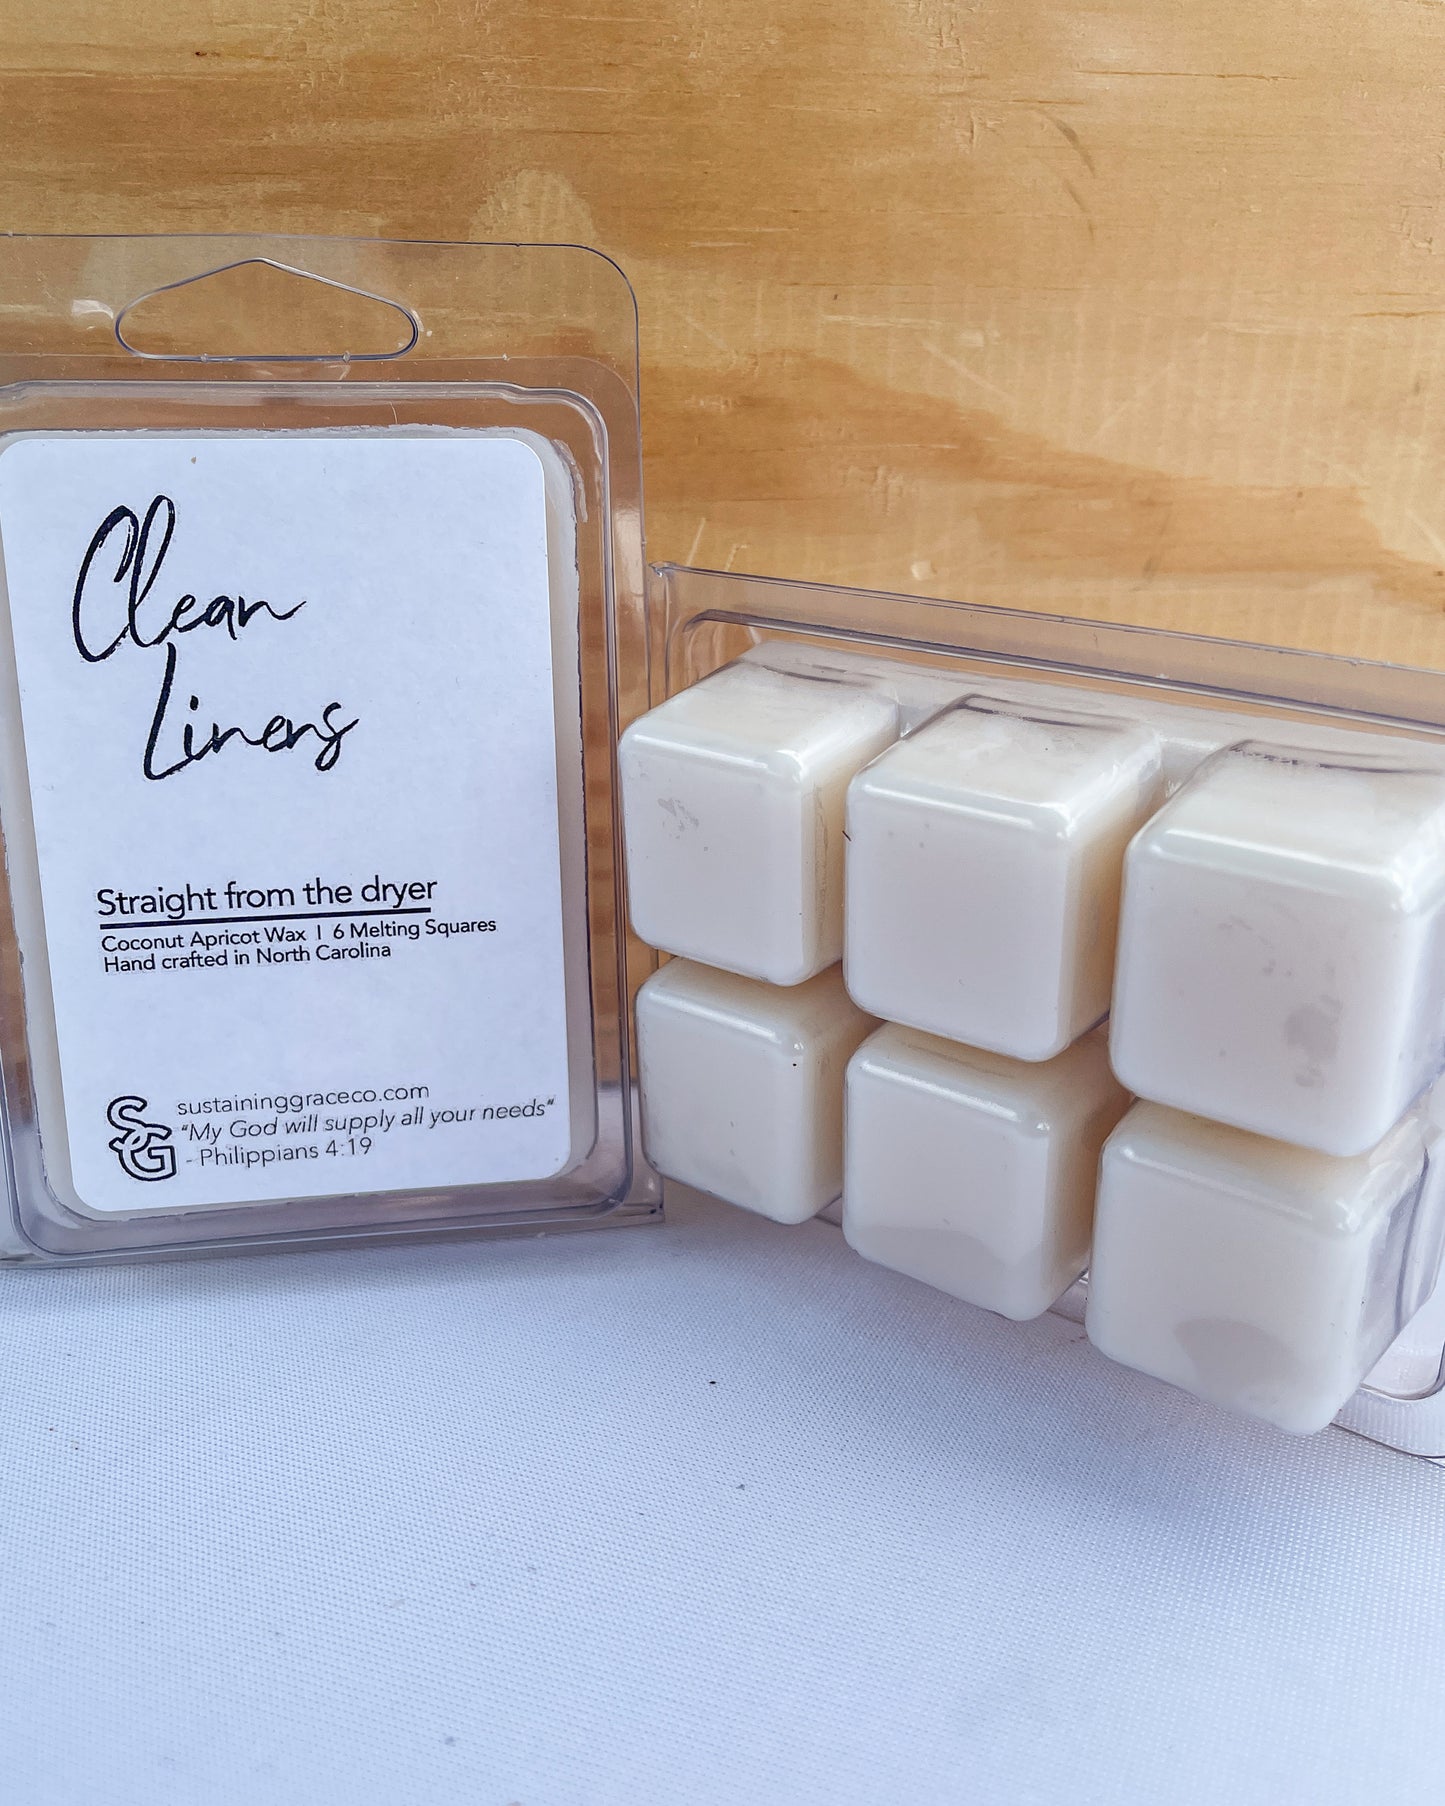 Clean
Linens
Straight from the dryer
Coconut Apricot Wax | 6 Melting Squares
Hand crafted in North Carolina
SG
sustaininggraceco.com
"My God will supply all your needs"
- Philippians 4:19